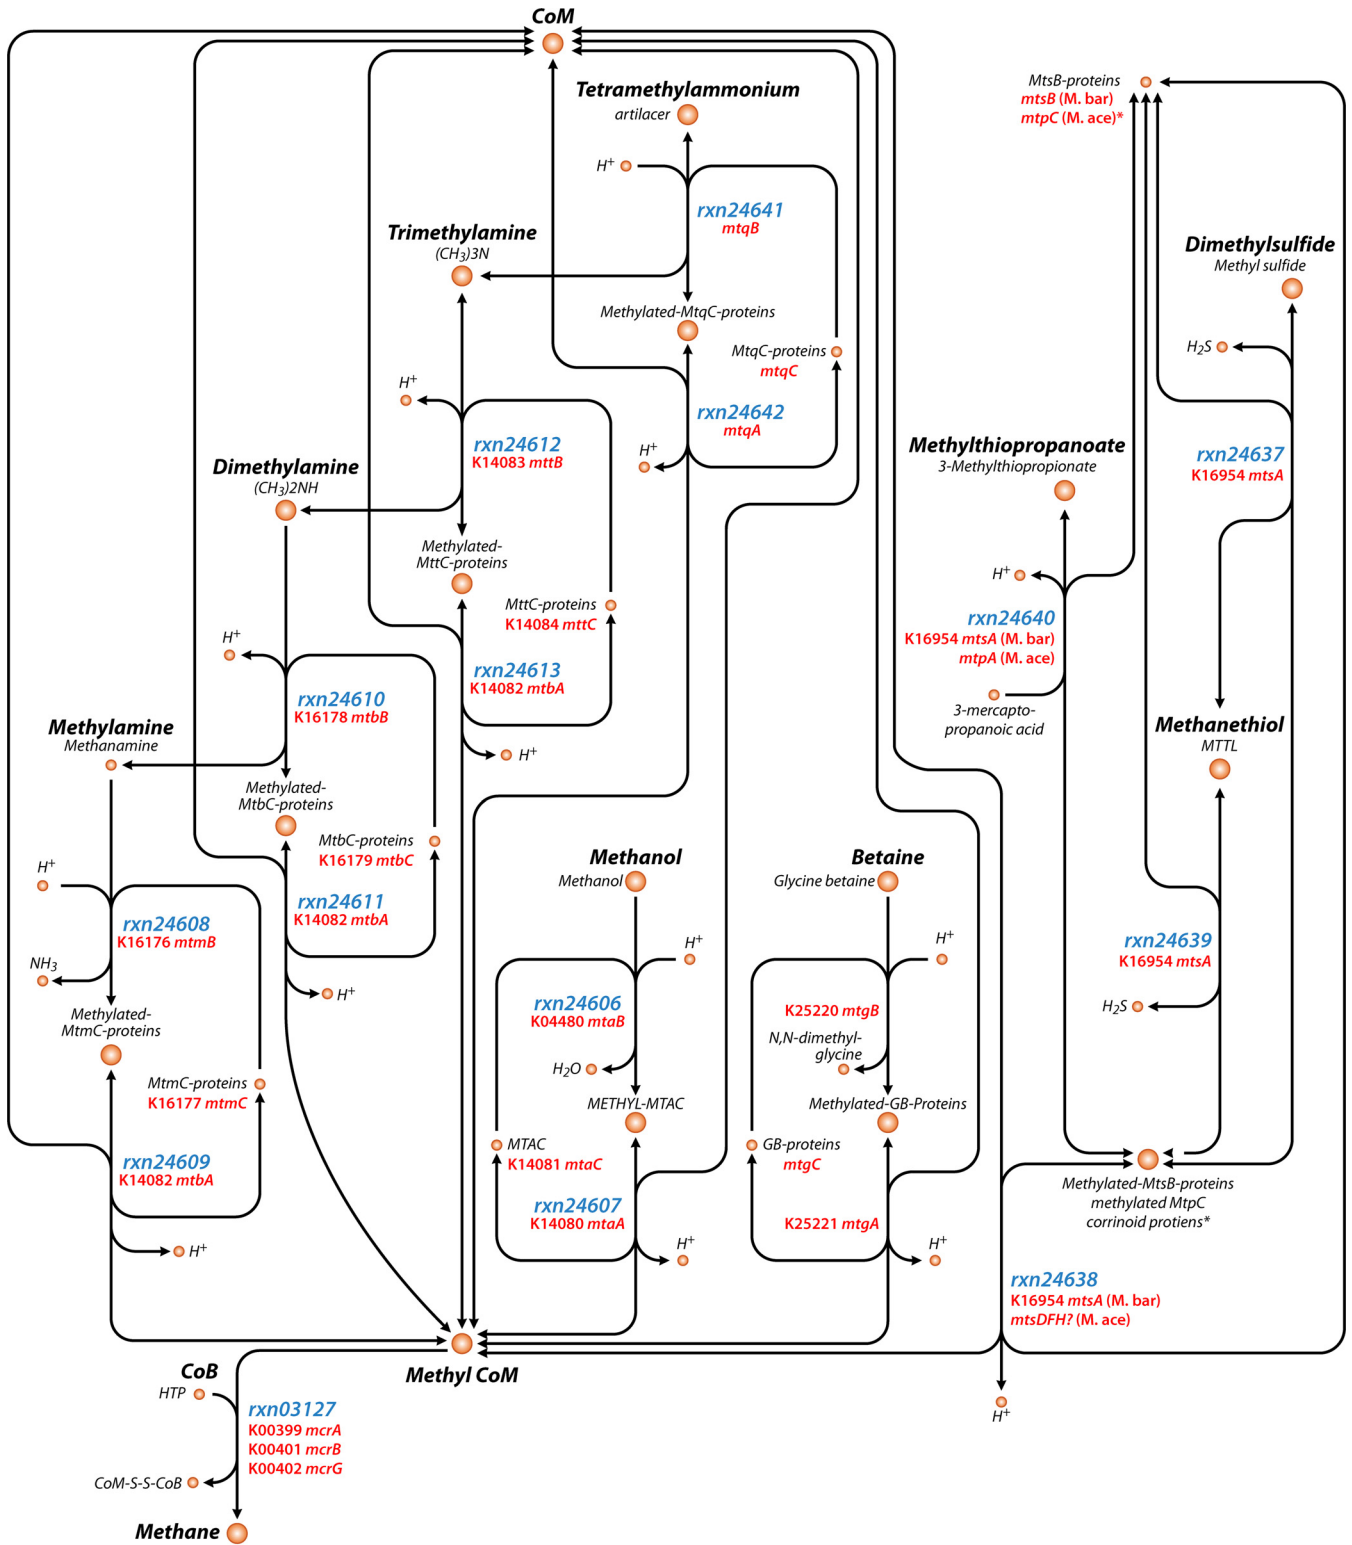 CoM
Tetramethylammonium
artilacer
H+
rxn24641
mtqB
MtsB-proteins
mtsB (M. bar)
mtpC (M. ace)*
Trimethylamine
(CH3)3N
Dimethylsulfide
Methyl sulfide
Methylated-MtqC-proteins
MtqC-proteins
mtqC
H2S
H+
rxn24642
mtqA
H+
rxn24612
K14083 mttB
Methylthiopropanoate
3-Methylthiopropionate
rxn24637
K16954 mtsA
Dimethylamine
(CH3)2NH
Methylated-
MttC-proteins
MttC-proteins
K14084 mttC
H+
rxn24640
K16954 mtsA (M. bar)
mtpA (M. ace)
H+
rxn24613
K14082 mtbA
rxn24610
K16178 mtbB
3-mercapto-
propanoic acid
Methylamine
Methanamine
H+
Methanethiol
MTTL
Methylated-
MtbC-proteins
MtbC-proteins
K16179 mtbC
Methanol
Methanol
Betaine
Glycine betaine
H+
rxn24611
K14082 mtbA
rxn24608
K16176 mtmB
NH3
H+
H+
H+
rxn24639
K16954 mtsA
H2S
rxn24606
K04480 mtaB
H2O
K25220 mtgB
N,N-dimethyl-
glycine
Methylated-
MtmC-proteins
MtmC-proteins
K16177 mtmC
METHYL-MTAC
Methylated-GB-Proteins
MTAC
K14081 mtaC
GB-proteins
mtgC
rxn24609
K14082 mtbA
Methylated-MtsB-proteins
methylated MtpC
corrinoid protiens*
rxn24607
K14080 mtaA
K25221 mtgA
H+
H+
H+
rxn24638
K16954 mtsA (M. bar)
mtsDFH? (M. ace)
CoB
HTP
Methyl CoM
H+
rxn03127
K00399 mcrA
K00401 mcrB
K00402 mcrG
CoM-S-S-CoB
Methane